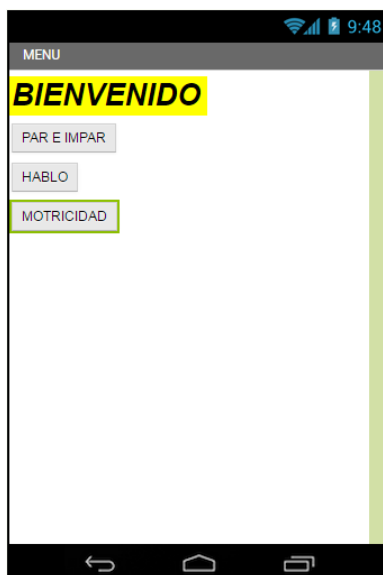 9:48
MENU
BIENVENIDO
PAR E IMPAR
HABLO
MOTRICIDAD